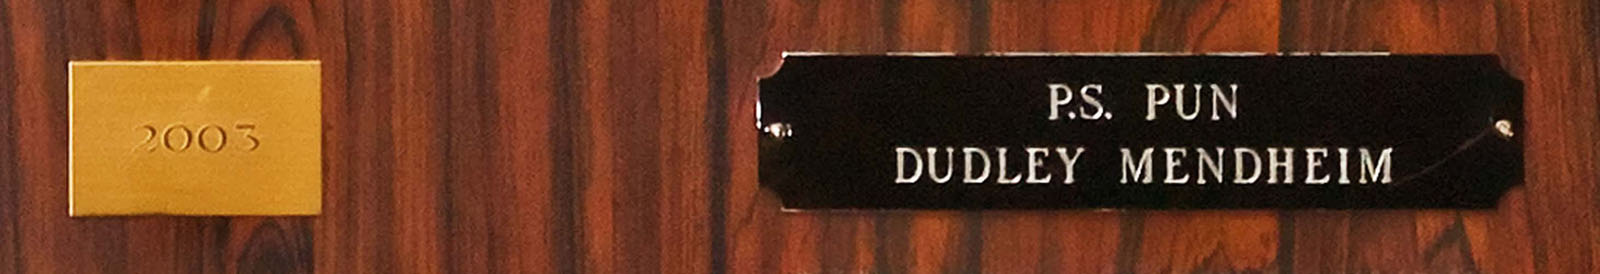 2003
P.S. PUN
DUDLEY MENDHEIM